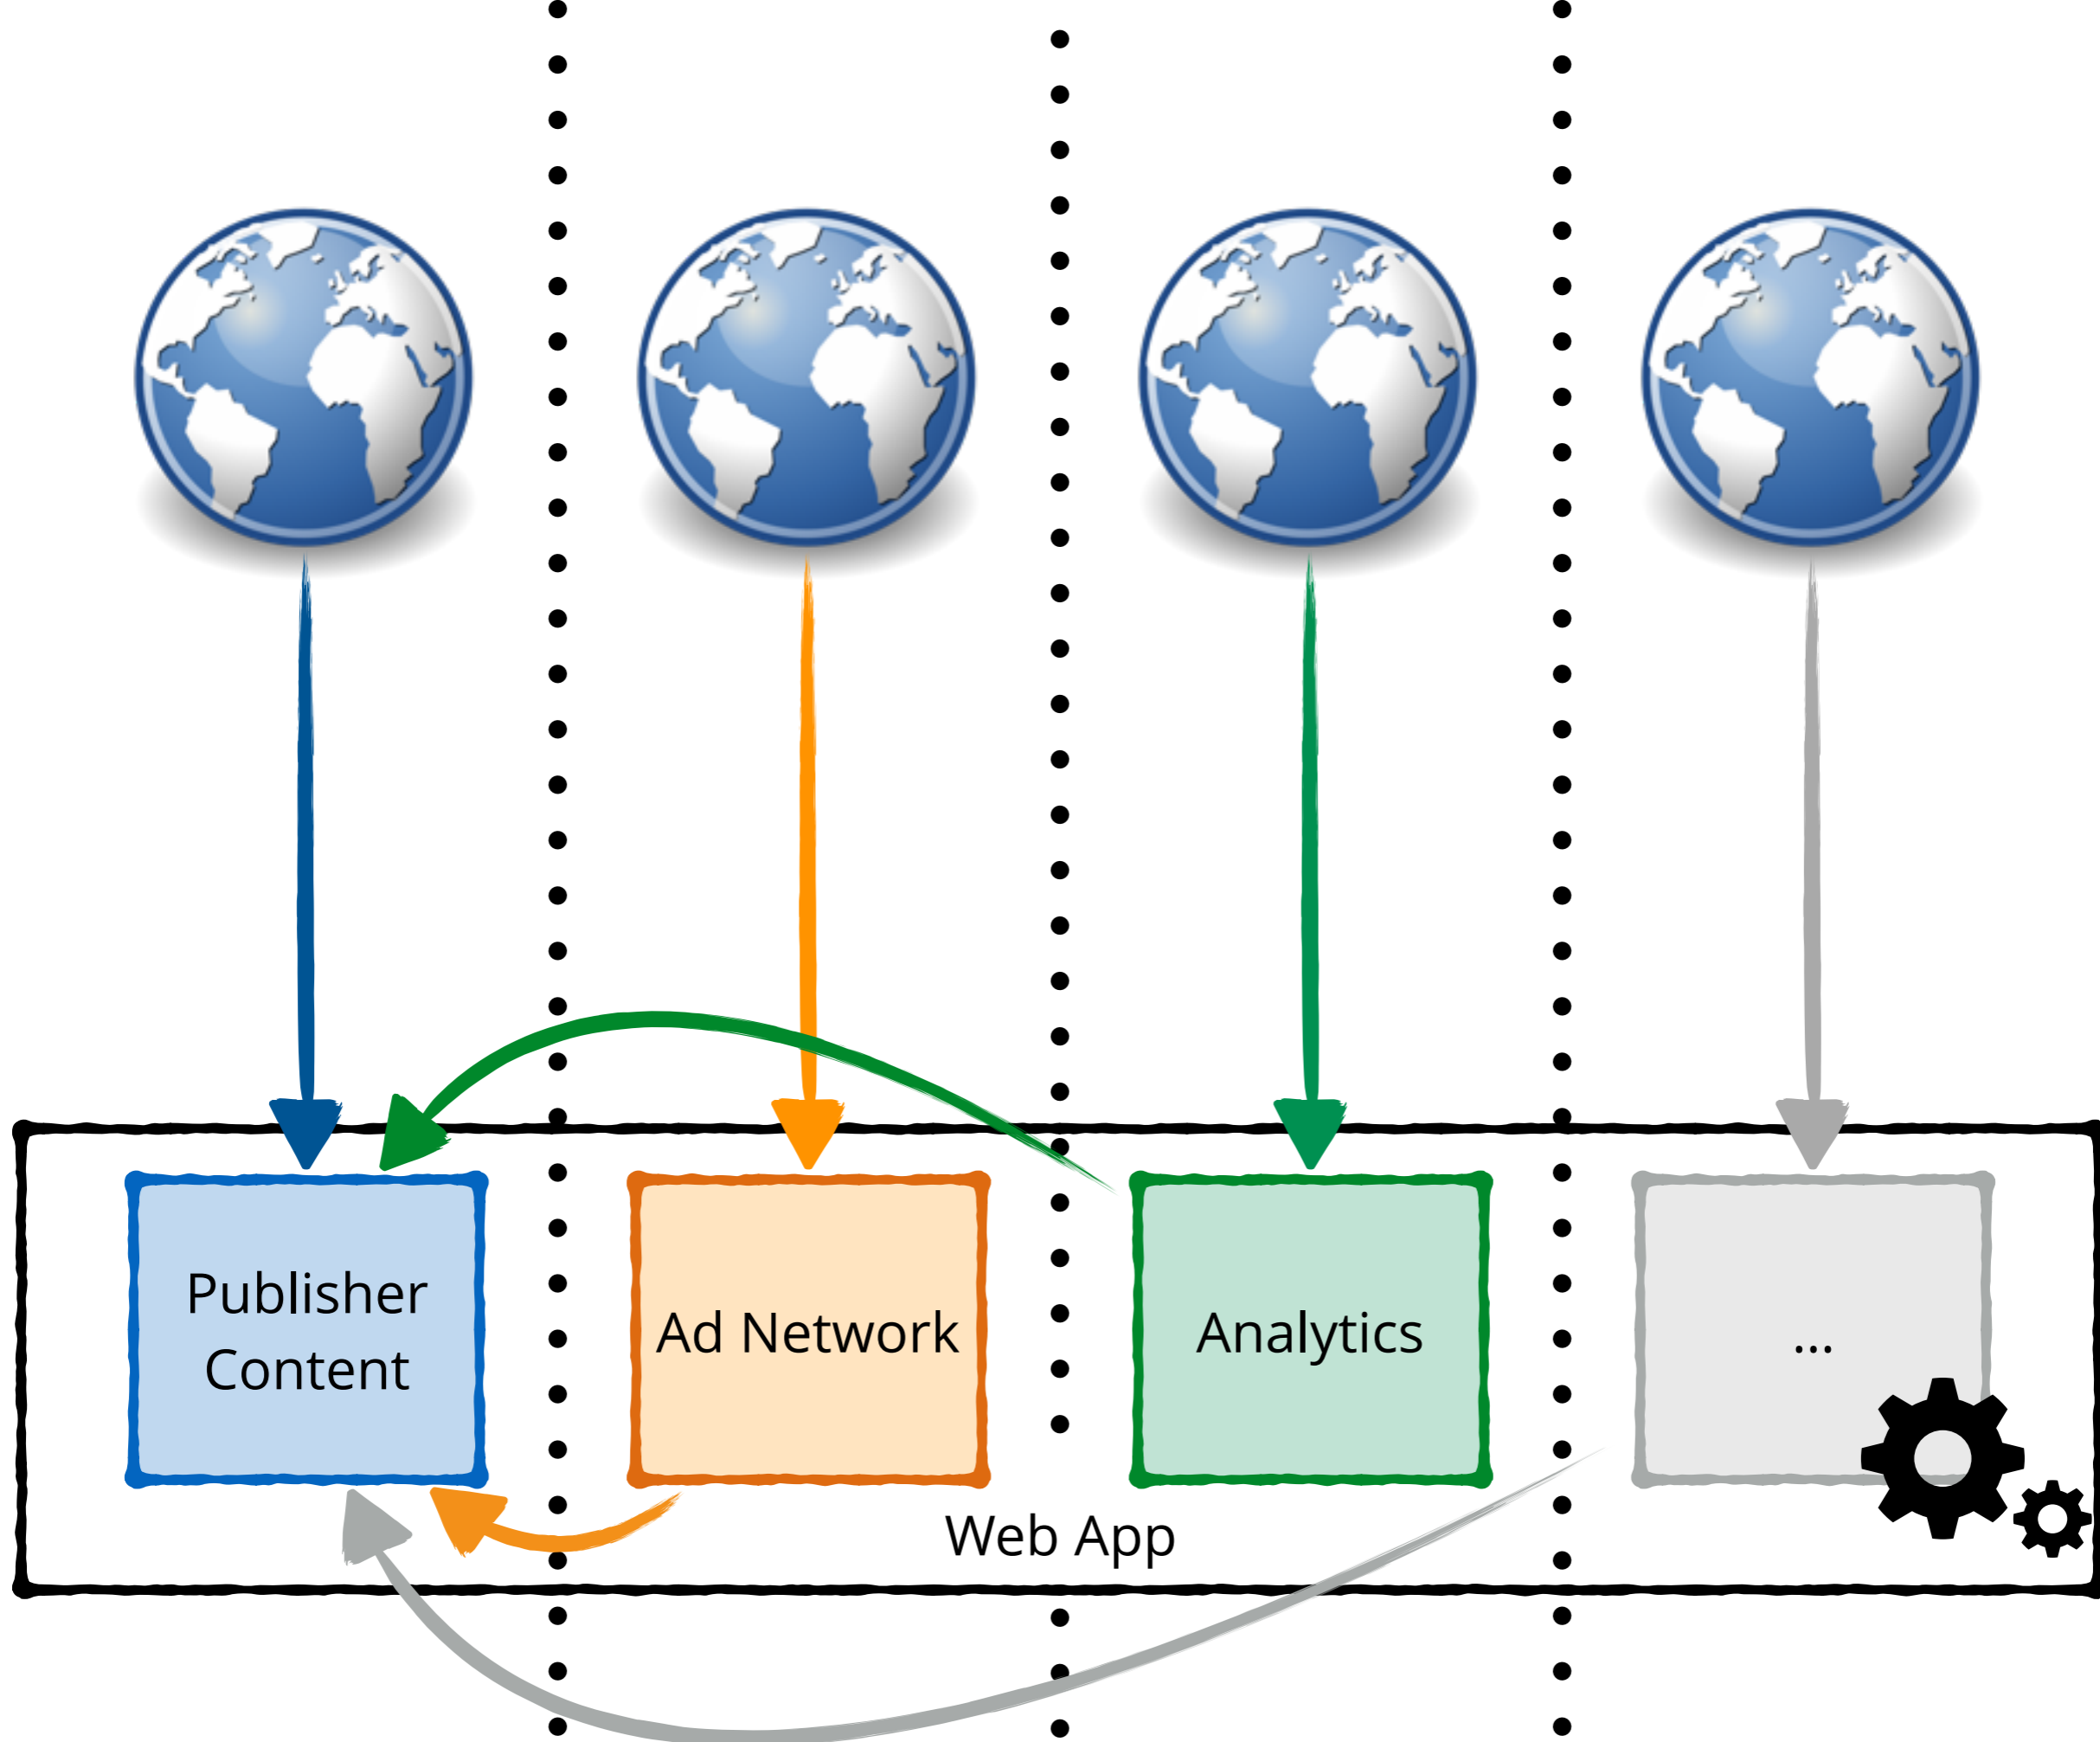 Publisher
Content
Ad Network
Analytics
...
Web App